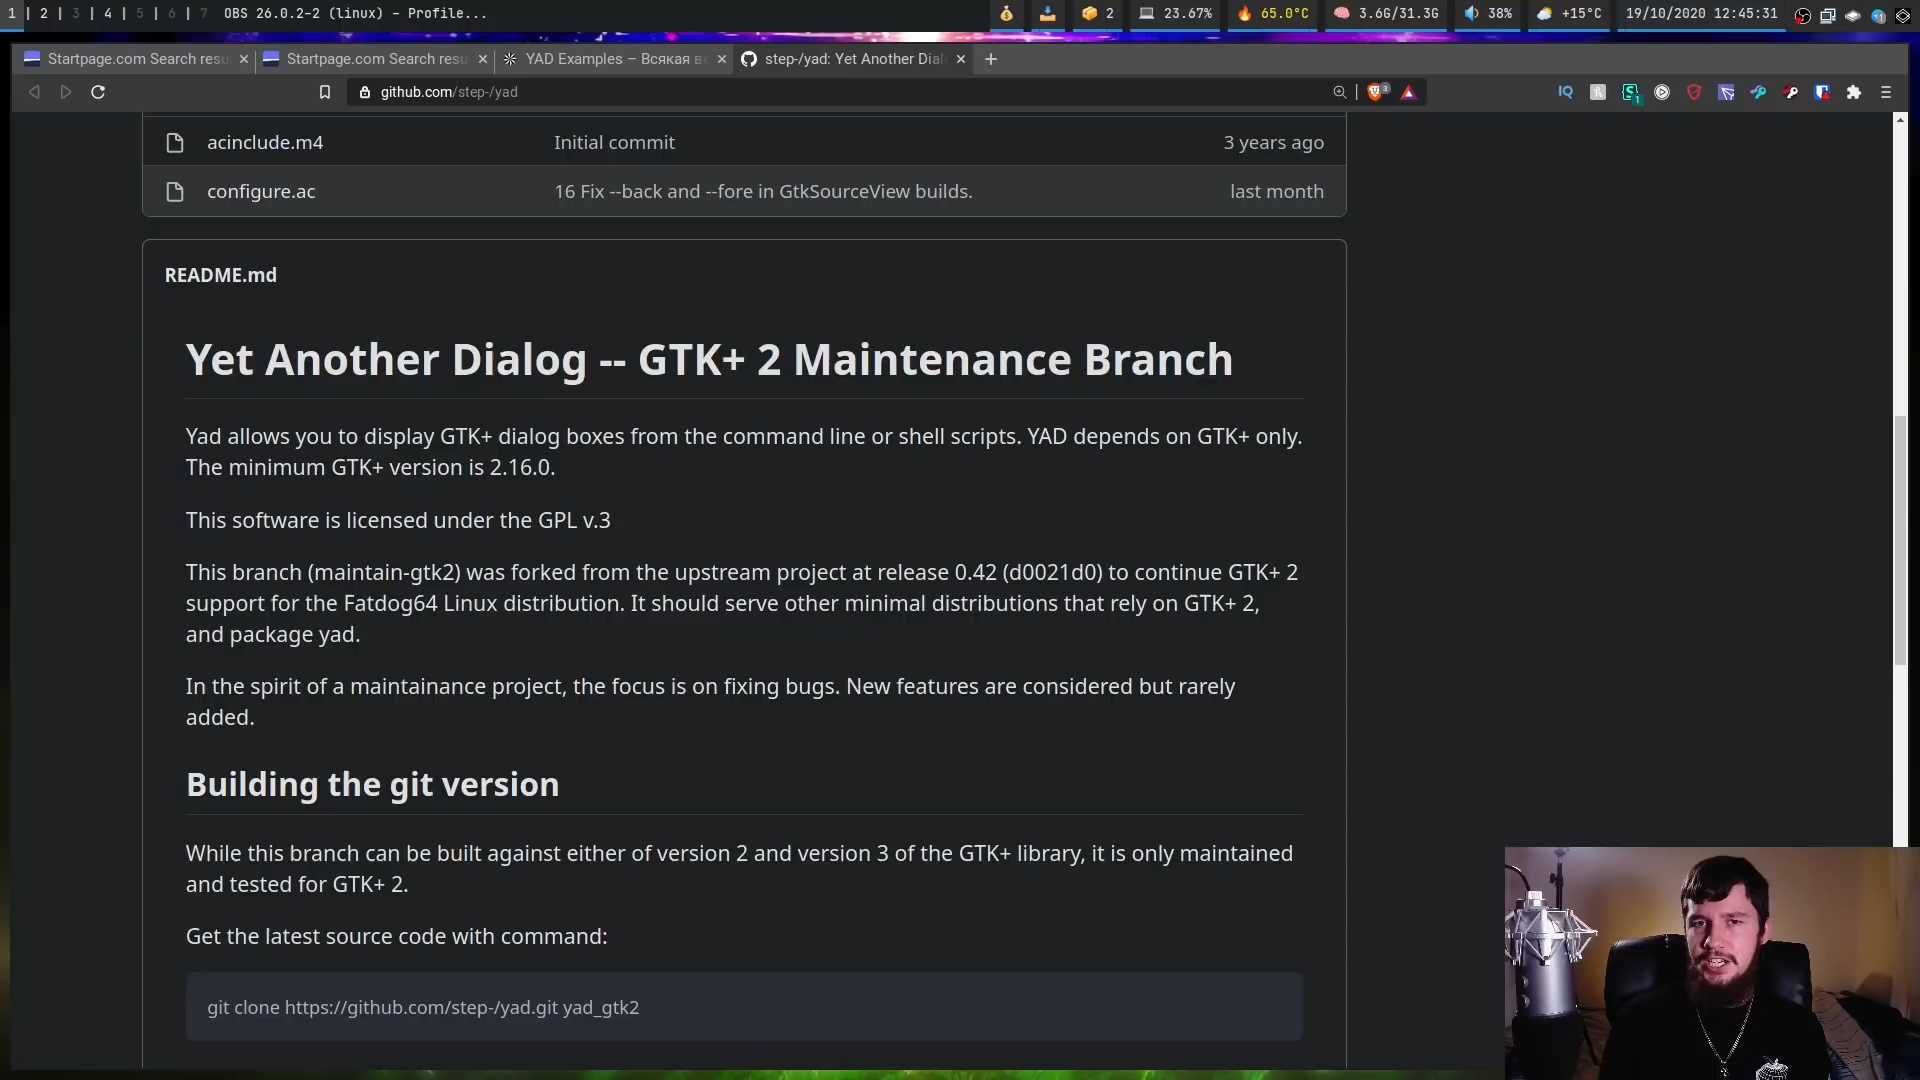 1 | 2 | 3 | 4 | 5 | 6 | 7 OBS 26.0.2-2 (linux) - Profile...
2 23.67% 65.0°C 3.6G/31.3G 38% +15°C 19/10/2020 12:45:31
Startpage.com Search resu Startpage.com Search resu YAD Examples – Всякая вс step-/yad: Yet Another Dial
github.com/step-/yad
acinclude.m4 Initial commit 3 years ago
configure.ac 16 Fix --back and --fore in GtkSourceView builds. last month
README.md
Yet Another Dialog -- GTK+ 2 Maintenance Branch
Yad allows you to display GTK+ dialog boxes from the command line or shell scripts. YAD depends on GTK+ only.
The minimum GTK+ version is 2.16.0.
This software is licensed under the GPL v.3
This branch (maintain-gtk2) was forked from the upstream project at release 0.42 (d0021d0) to continue GTK+ 2
support for the Fatdog64 Linux distribution. It should serve other minimal distributions that rely on GTK+ 2,
and package yad.
In the spirit of a maintainance project, the focus is on fixing bugs. New features are considered but rarely
added.
Building the git version
While this branch can be built against either of version 2 and version 3 of the GTK+ library, it is only maintained
and tested for GTK+ 2.
Get the latest source code with command:
git clone https://github.com/step-/yad.git yad_gtk2